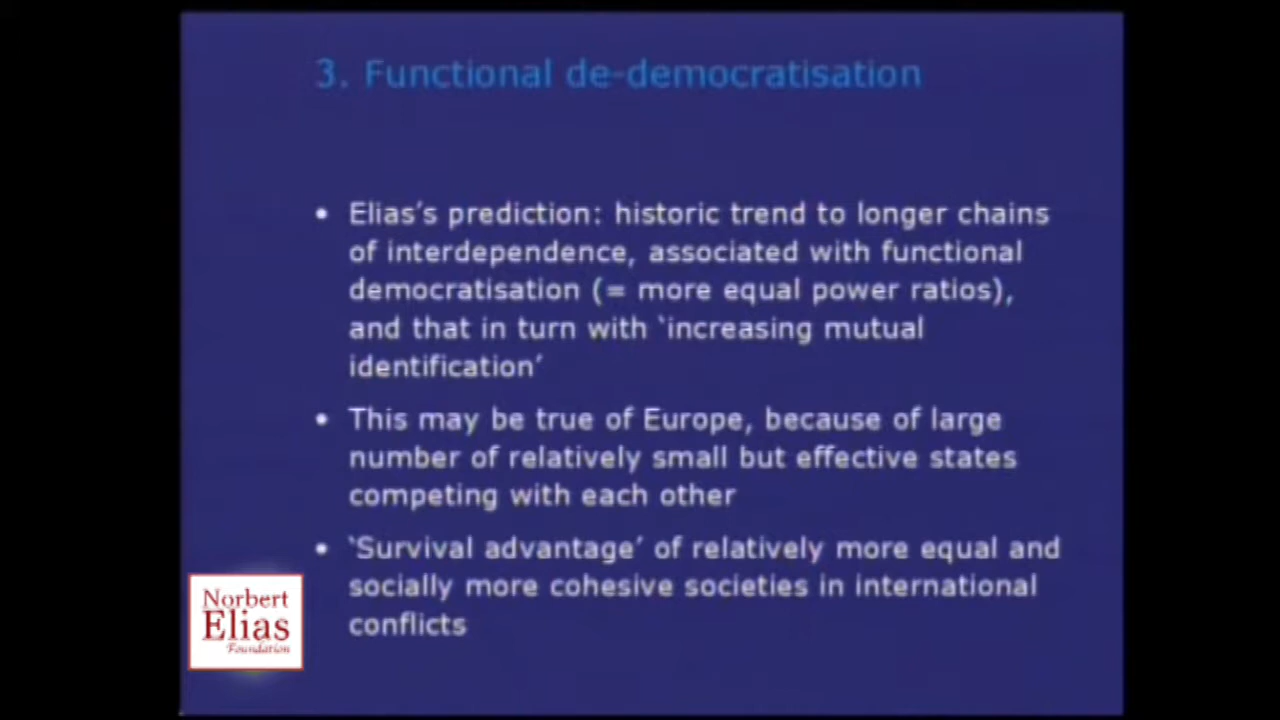 3. Functional de-democratisation
• Elias's prediction: historic trend to longer chains
of interdependence, associated with functional
democratisation (= more equal power ratios),
and that in turn with ‘increasing mutual
identification’
• This may be true of Europe, because of large
number of relatively small but effective states
competing with each other
• ‘Survival advantage’ of relatively more equal and
socially more cohesive societies in international
conflicts
Norbert
Elias
Foundation